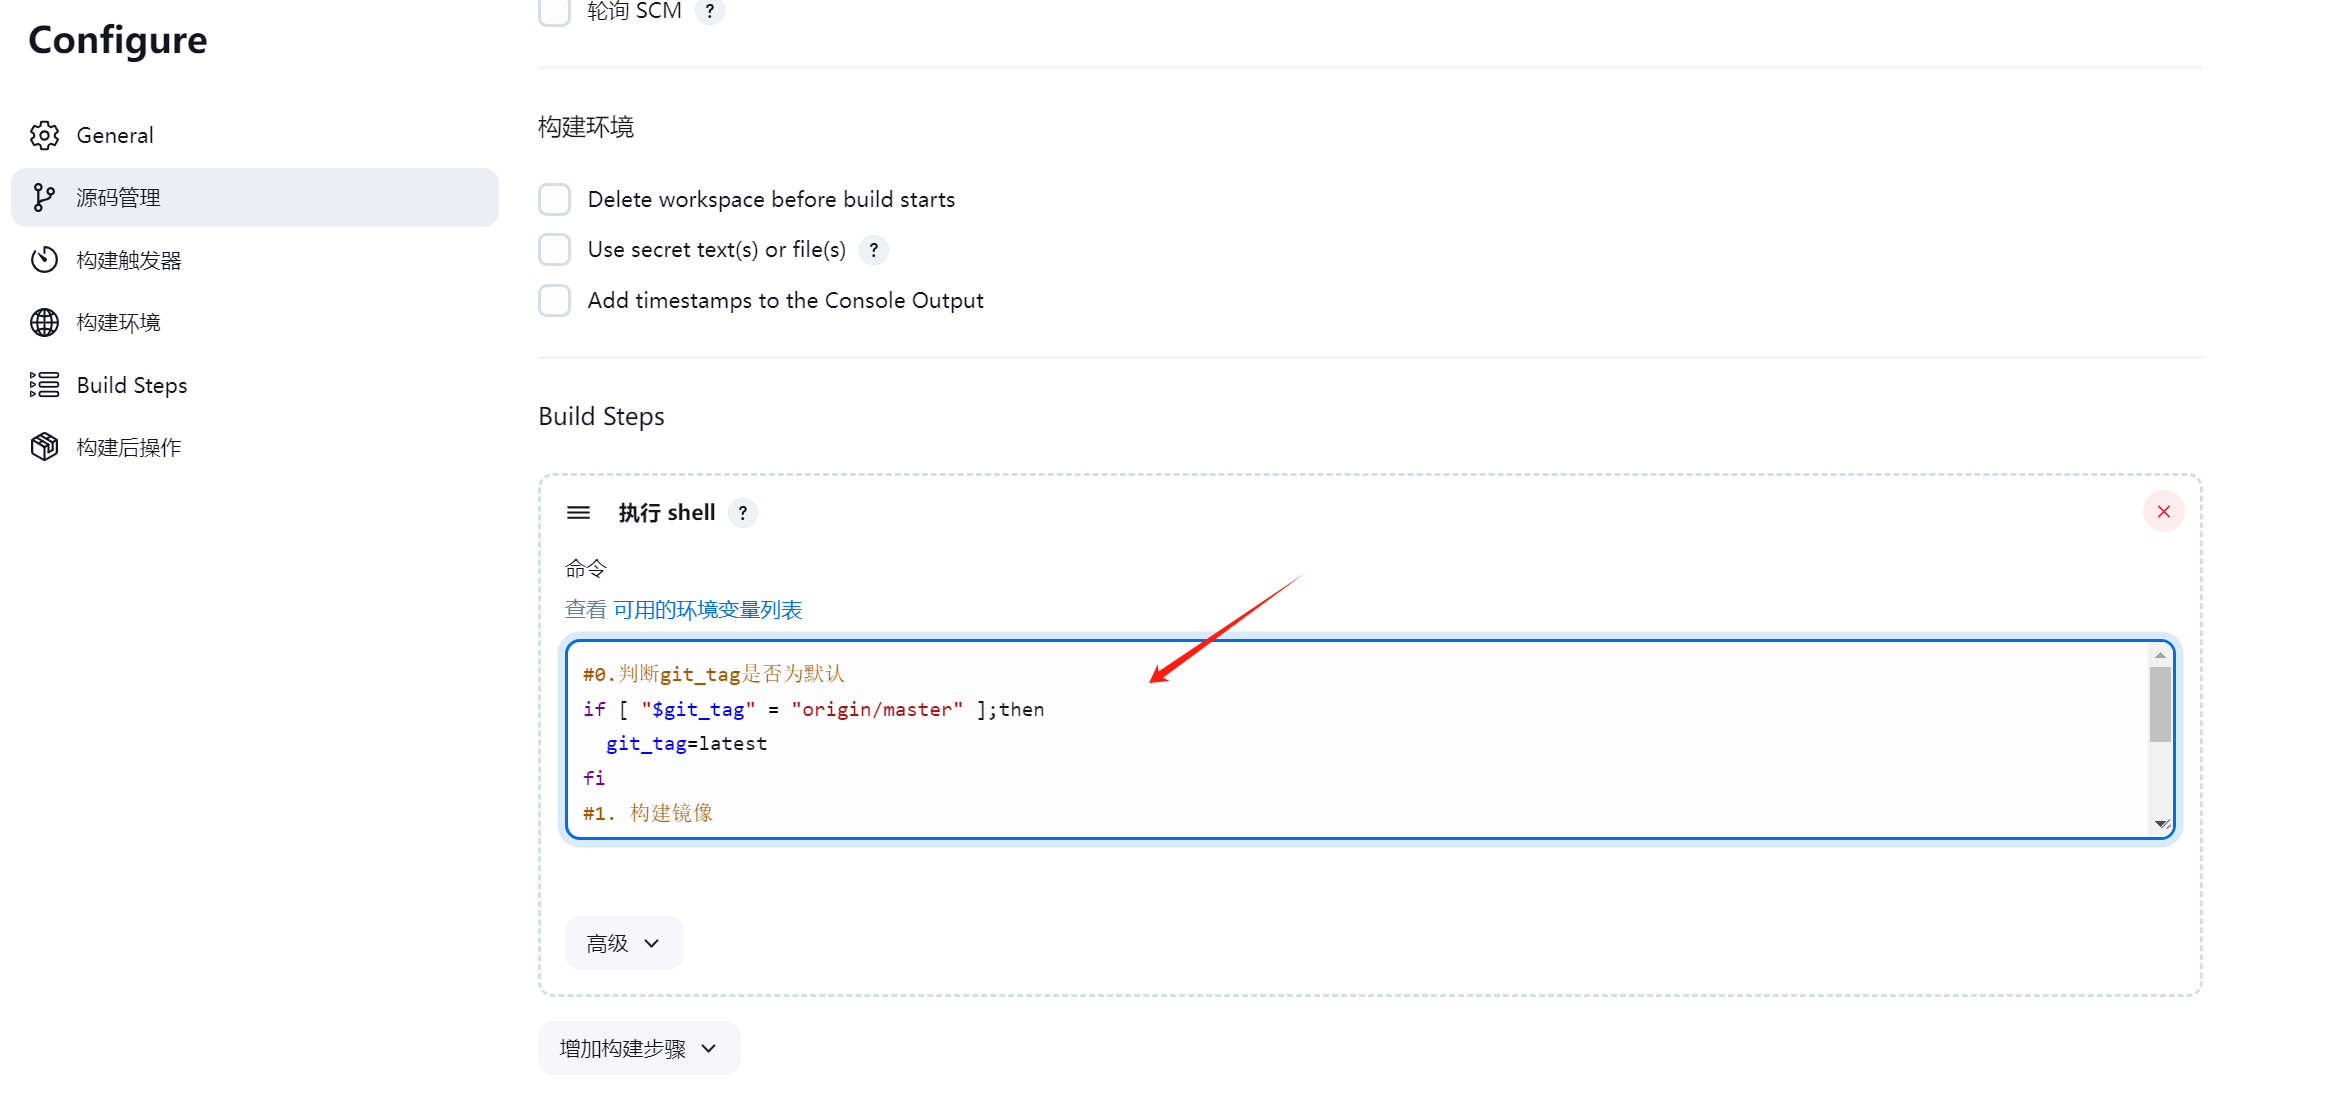 Configure
General
源码管理
构建触发器
构建环境
Build Steps
构建后操作
轮询 SCM ?
构建环境
Delete workspace before build starts
Use secret text(s) or file(s) ?
Add timestamps to the Console Output
Build Steps
执行 shell ?
命令
查看 可用的环境变量列表
#0.判断git_tag是否为默认
if [ "$git_tag" = "origin/master" ];then
  git_tag=latest
fi
#1. 构建镜像
高级
增加构建步骤